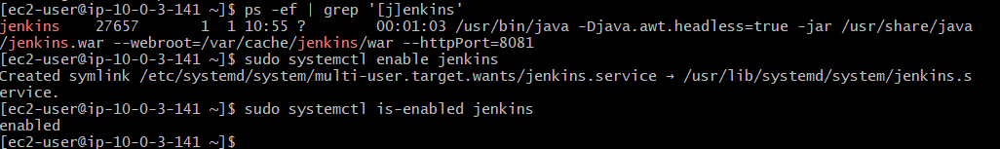 [ec2-user@ip-10-0-3-141 ~]$ ps -ef | grep '[j]enkins'
jenkins    27657       1  1 10:55 ?        00:01:03 /usr/bin/java -Djava.awt.headless=true -jar /usr/share/java
/jenkins.war --webroot=/var/cache/jenkins/war --httpPort=8081
[ec2-user@ip-10-0-3-141 ~]$ sudo systemctl enable jenkins
Created symlink /etc/systemd/system/multi-user.target.wants/jenkins.service → /usr/lib/systemd/system/jenkins.s
ervice.
[ec2-user@ip-10-0-3-141 ~]$ sudo systemctl is-enabled jenkins
enabled
[ec2-user@ip-10-0-3-141 ~]$